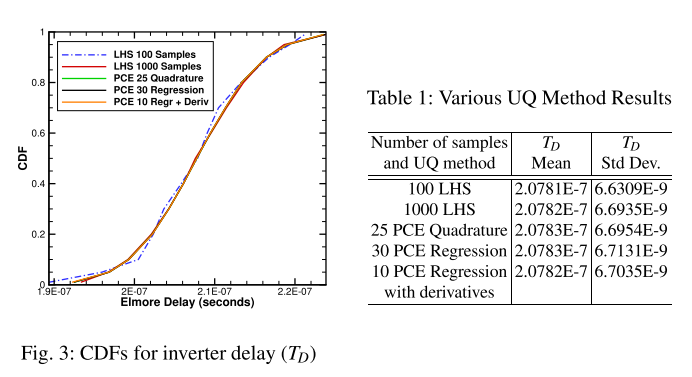 1
0.8
0.6
0.4
0.2
0
CDF
LHS 100 Samples
LHS 1000 Samples
PCE 25 Quadrature
PCE 30 Regression
PCE 10 Regr + Deriv
1.9E-07 2E-07 2.1E-07 2.2E-07
Elmore Delay (seconds)
Fig. 3: CDFs for inverter delay (T_D)
Table 1: Various UQ Method Results
Number of samples T_D T_D
and UQ method Mean Std Dev.
100 LHS 2.0781E-7 6.6309E-9
1000 LHS 2.0782E-7 6.6935E-9
25 PCE Quadrature 2.0783E-7 6.6954E-9
30 PCE Regression 2.0783E-7 6.7131E-9
10 PCE Regression 2.0782E-7 6.7035E-9
with derivatives